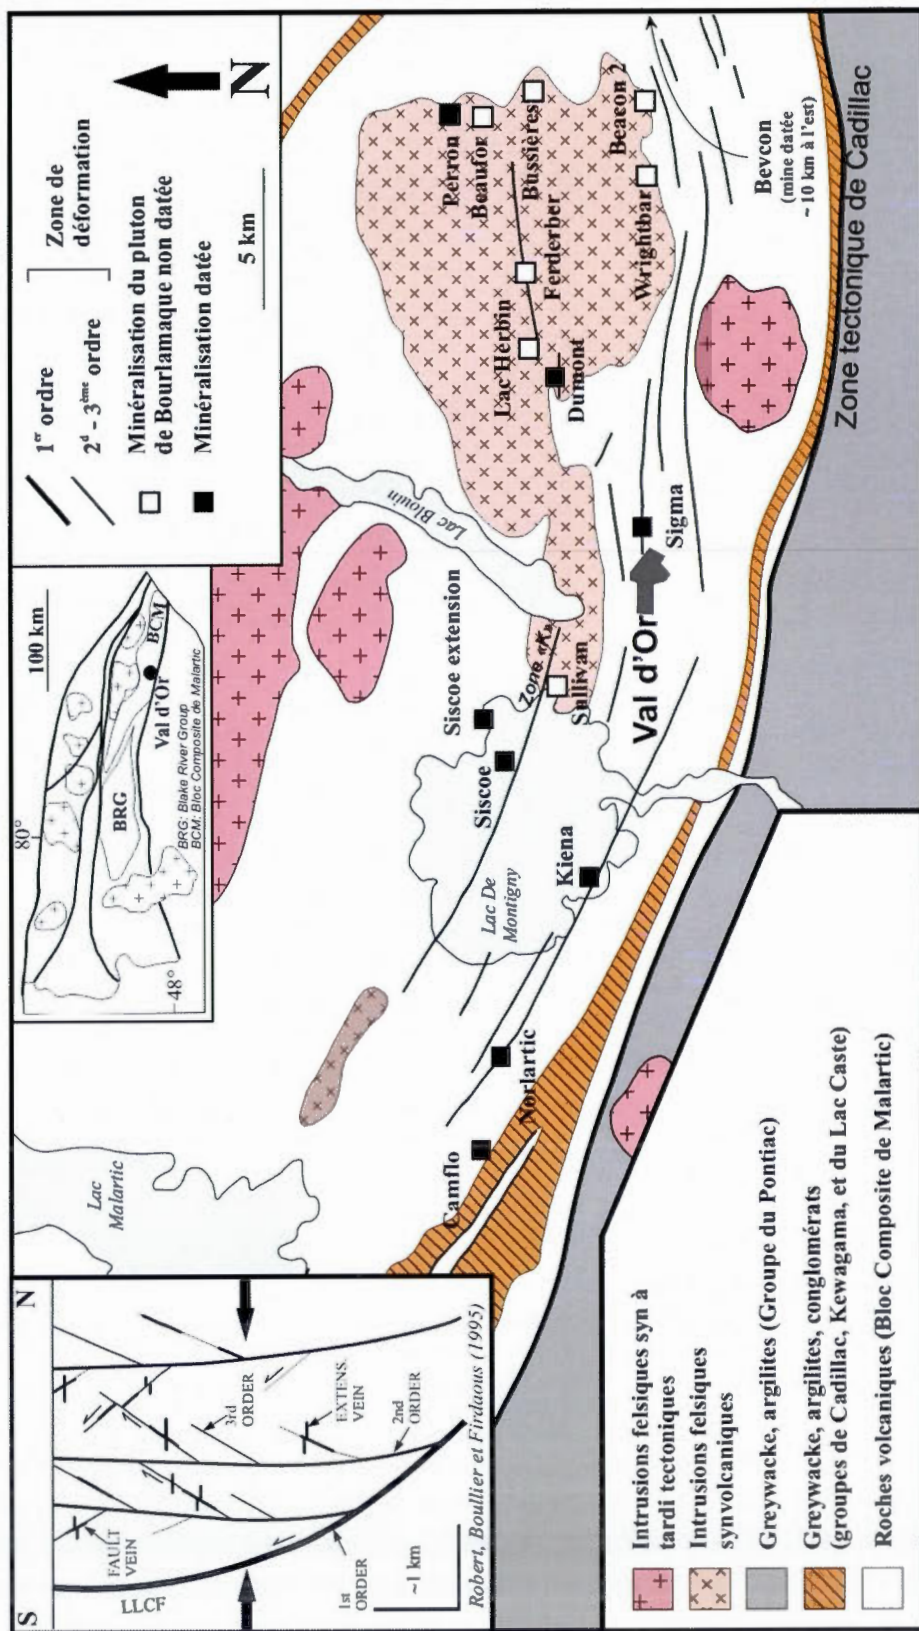 S
N
FAULT
VEIN
LLCF
1st
ORDER
3rd
ORDER
EXTENS.
VEIN
2nd
ORDER
~1 km
Robert, Boullier et Firdaous (1995)
80°
48°
100 km
BRG
BCM
Val d'Or
BRG: Blake River Group
BCM: Bloc Composite de Malartic
1er ordre
2d - 3ème ordre
Zone de
déformation
Minéralisation du pluton
de Bourlamaque non datée
Minéralisation datée
5 km
N
Lac
Malartic
Camflo
Norlartic
Lac De
Montigny
Kiena
Siscoe
Siscoe extension
Zone «K»
Sullivan
Lac Blouin
Val d'Or
Sigma
Lac Herbin
Dumont
Ferderber
Perron
Beaufor
Bussières
Wrightbar
Beacon 2
Bevcon
(mine datée
~ 10 km à l'est)
Zone tectonique de Cadillac
Intrusions felsiques syn à
tardi tectoniques
Intrusions felsiques
synvolcaniques
Greywacke, argilites (Groupe du Pontiac)
Greywacke, argilites, conglomérats
(groupes de Cadillac, Kewagama, et du Lac Caste)
Roches volcaniques (Bloc Composite de Malartic)